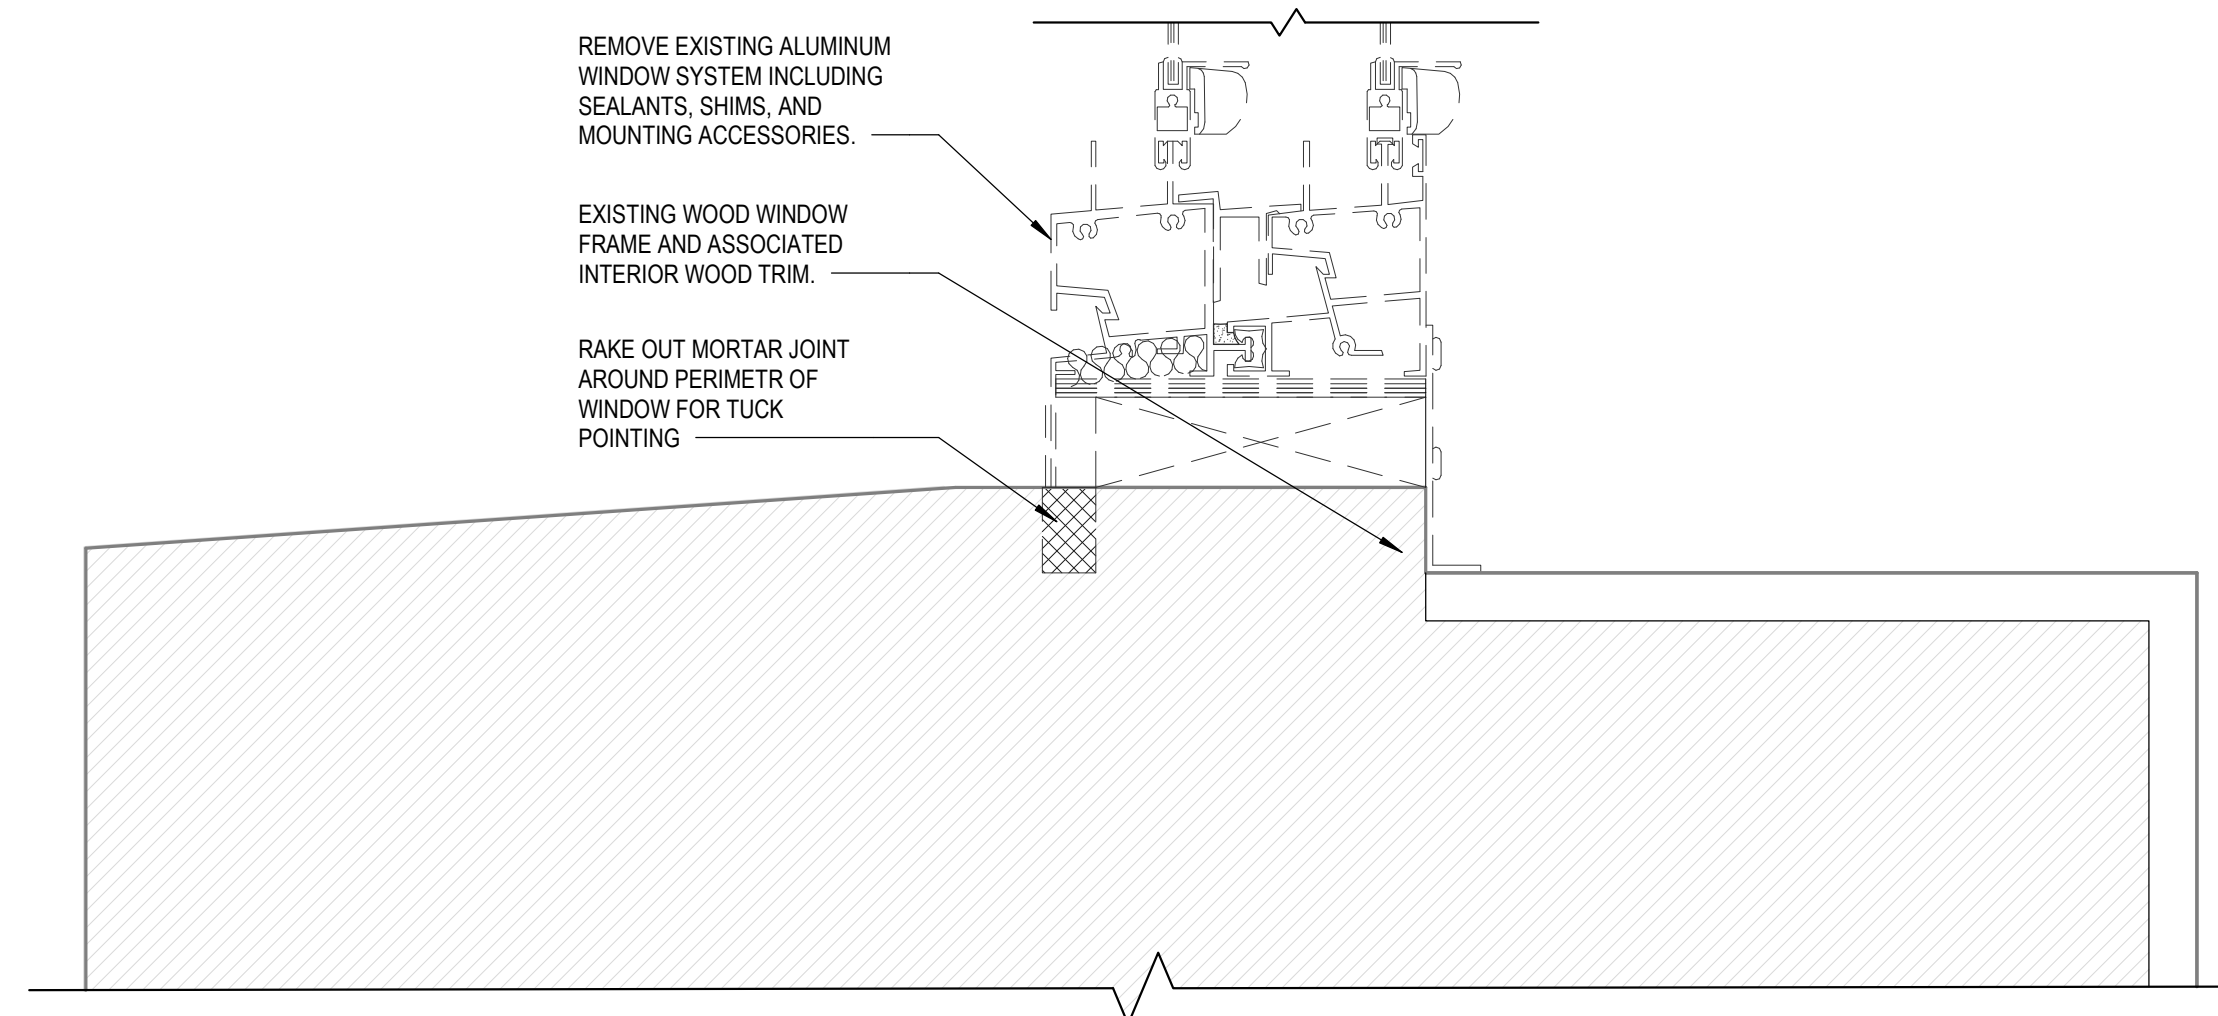 REMOVE EXISTING ALUMINUM
WINDOW SYSTEM INCLUDING
SEALANTS, SHIMS, AND
MOUNTING ACCESSORIES.
EXISTING WOOD WINDOW
FRAME AND ASSOCIATED
INTERIOR WOOD TRIM.
RAKE OUT MORTAR JOINT
AROUND PERIMETR OF
WINDOW FOR TUCK
POINTING